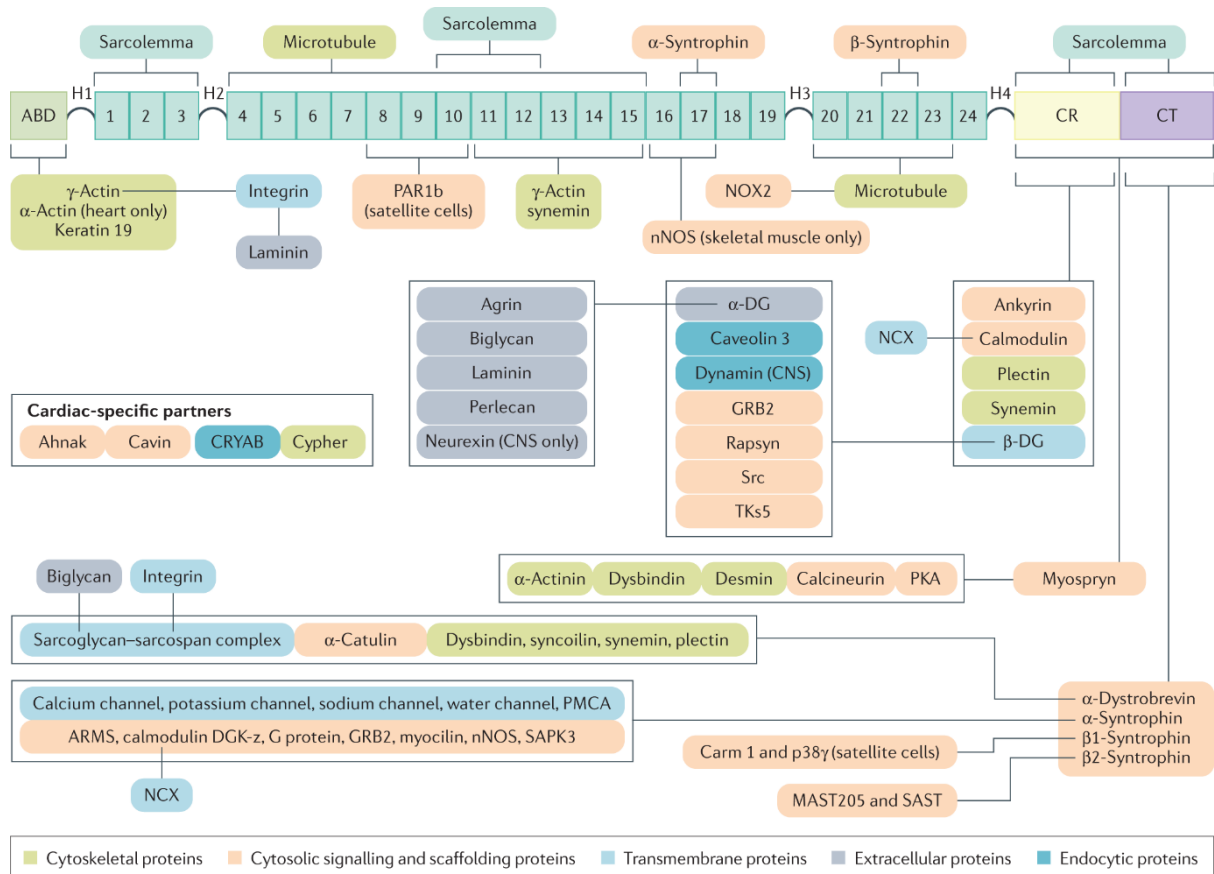 Sarcolemma
Microtubule
Sarcolemma
α-Syntrophin
β-Syntrophin
Sarcolemma
ABD H1 1 2 3 H2 4 5 6 7 8 9 10 11 12 13 14 15 16 17 18 19 H3 20 21 22 23 24 H4 CR CT
γ-Actin
α-Actin (heart only)
Keratin 19
Integrin
Laminin
PAR1b
(satellite cells)
γ-Actin
synemin
NOX2
Microtubule
nNOS (skeletal muscle only)
Agrin
Biglycan
Laminin
Perlecan
Neurexin (CNS only)
α-DG
Caveolin 3
Dynamin (CNS)
GRB2
Rapsyn
Src
TKs5
NCX
Ankyrin
Calmodulin
Plectin
Synemin
β-DG
Cardiac-specific partners
Ahnak Cavin CRYAB Cypher
α-Actinin Dysbindin Desmin Calcineurin PKA
Myospryn
Biglycan
Integrin
Sarcoglycan–sarcospan complex α-Catulin Dysbindin, syncoilin, synemin, plectin
Calcium channel, potassium channel, sodium channel, water channel, PMCA
ARMS, calmodulin DGK-z, G protein, GRB2, myocilin, nNOS, SAPK3
NCX
α-Dystrobrevin
α-Syntrophin
β1-Syntrophin
β2-Syntrophin
Carm 1 and p38γ (satellite cells)
MAST205 and SAST
Cytoskeletal proteins Cytosolic signalling and scaffolding proteins Transmembrane proteins Extracellular proteins Endocytic proteins